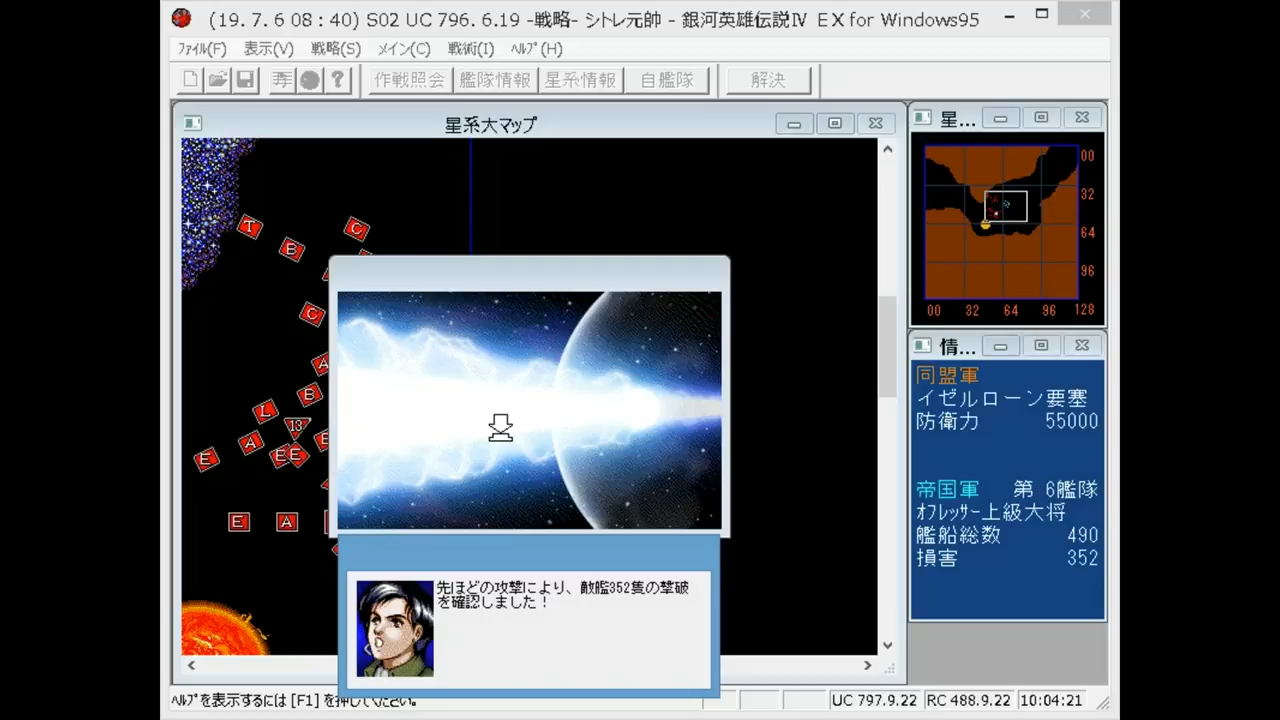 (19. 7. 6 08 : 40) S02 UC 796. 6.19 -戦略- シトレ元帥 - 銀河英雄伝説Ⅳ EX for Windows95
ﾌｧｲﾙ(F) 表示(V) 戦略(S) メイン(C) 戦術(I) ﾍﾙﾌﾟ(H)
作戦照会 艦隊情報 星系情報 自艦隊 解決
星系大マップ
T
B
C
C
A
B
L
13
A
E
E
E
E
A
星...
00
32
64
96
00 32 64 96 128
情...
同盟軍
イゼルローン要塞
防衛力 55000
帝国軍 第 6艦隊
ｵﾌﾚｯｻｰ上級大将
艦船総数 490
損害 352
先ほどの攻撃により、敵艦352隻の撃破
を確認しました！
ﾍﾙﾌﾟを表示するには [F1] を押してください。
UC 797.9.22 RC 488.9.22 10:04:21